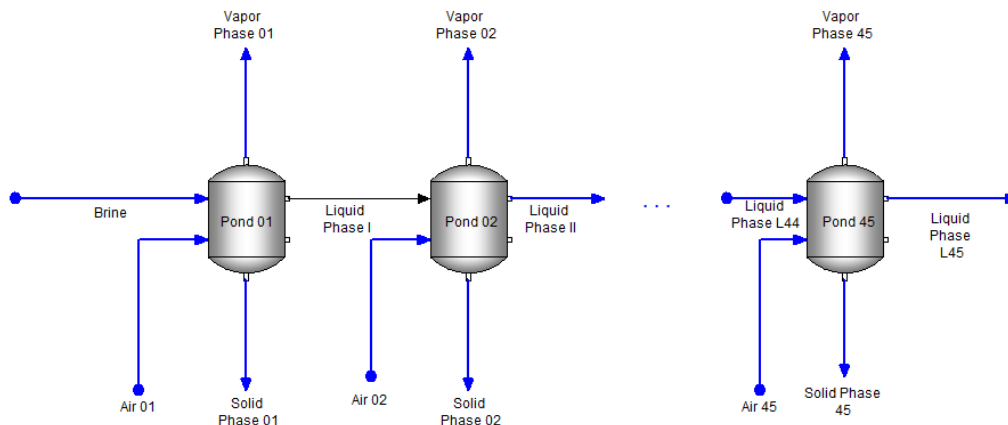 Vapor
Phase 01
Vapor
Phase 02
Vapor
Phase 45
Brine
Pond 01
Liquid
Phase I
Pond 02
Liquid
Phase II
. . .
Liquid
Phase L44
Pond 45
Liquid
Phase
L45
Air 01
Solid
Phase 01
Air 02
Solid
Phase 02
Air 45
Solid Phase
45